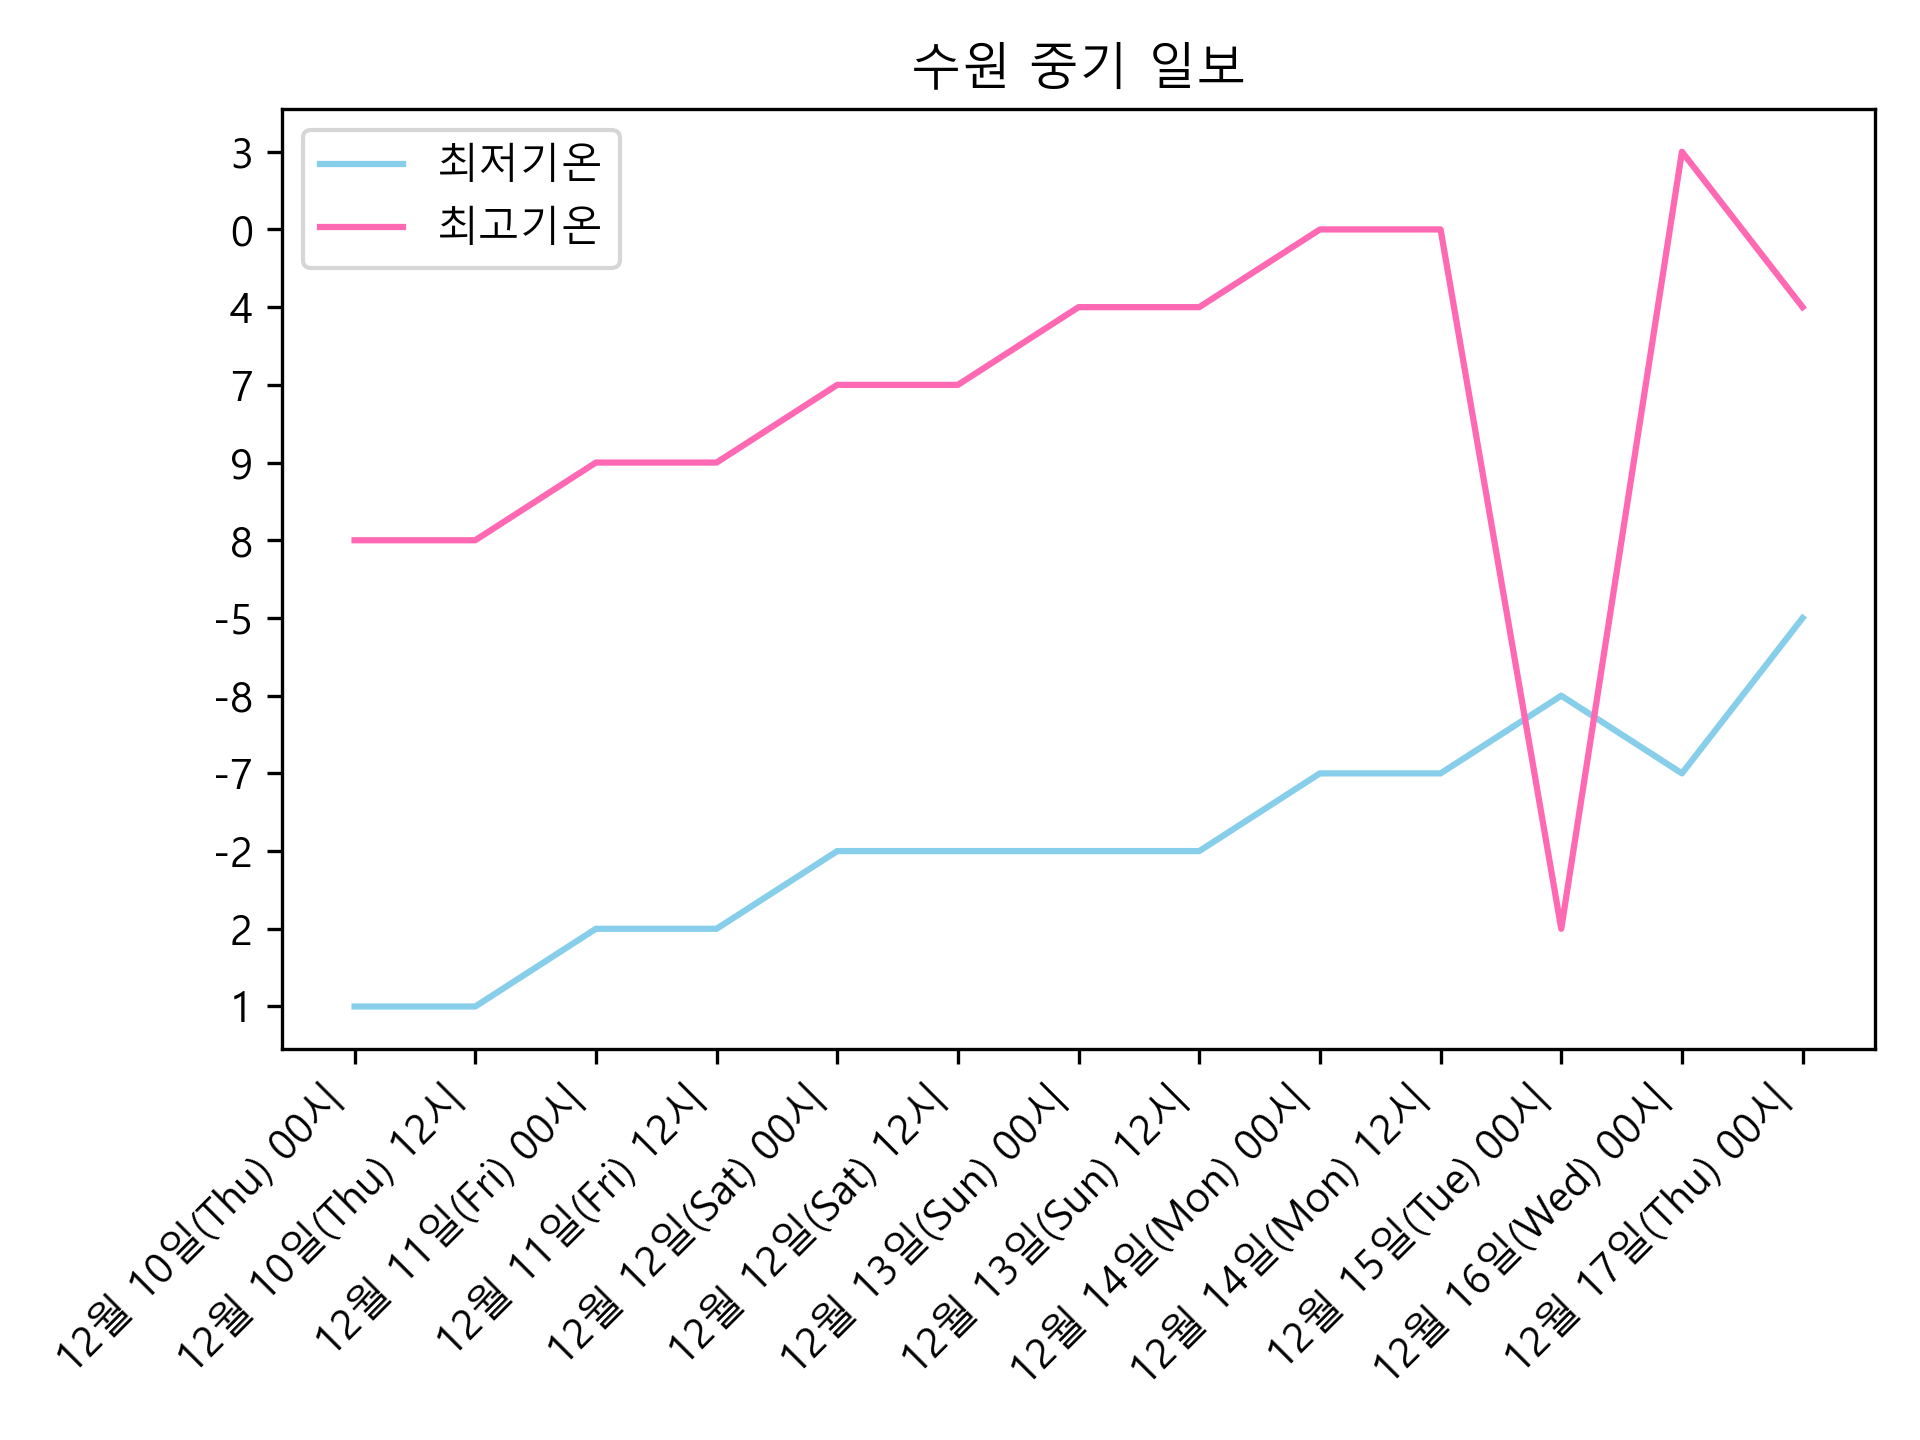 수원 중기 일보
최저기온
최고기온
3
0
4
7
9
8
-5
-8
-7
-2
2
1
12월 10일(Thu) 00시
12월 10일(Thu) 12시
12월 11일(Fri) 00시
12월 11일(Fri) 12시
12월 12일(Sat) 00시
12월 12일(Sat) 12시
12월 13일(Sun) 00시
12월 13일(Sun) 12시
12월 14일(Mon) 00시
12월 14일(Mon) 12시
12월 15일(Tue) 00시
12월 16일(Wed) 00시
12월 17일(Thu) 00시